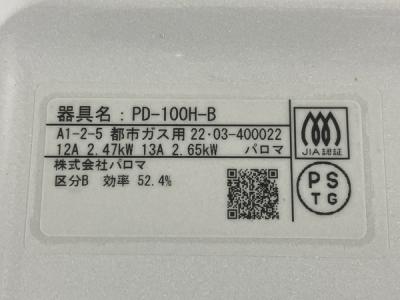 器具名：PD-100H-B
A1-2-5 都市ガス用 22·03-400022
12A 2.47kW 13A 2.65kW パロマ
株式会社パロマ
区分B 効率 52.4%
JIA認証
PS
TG